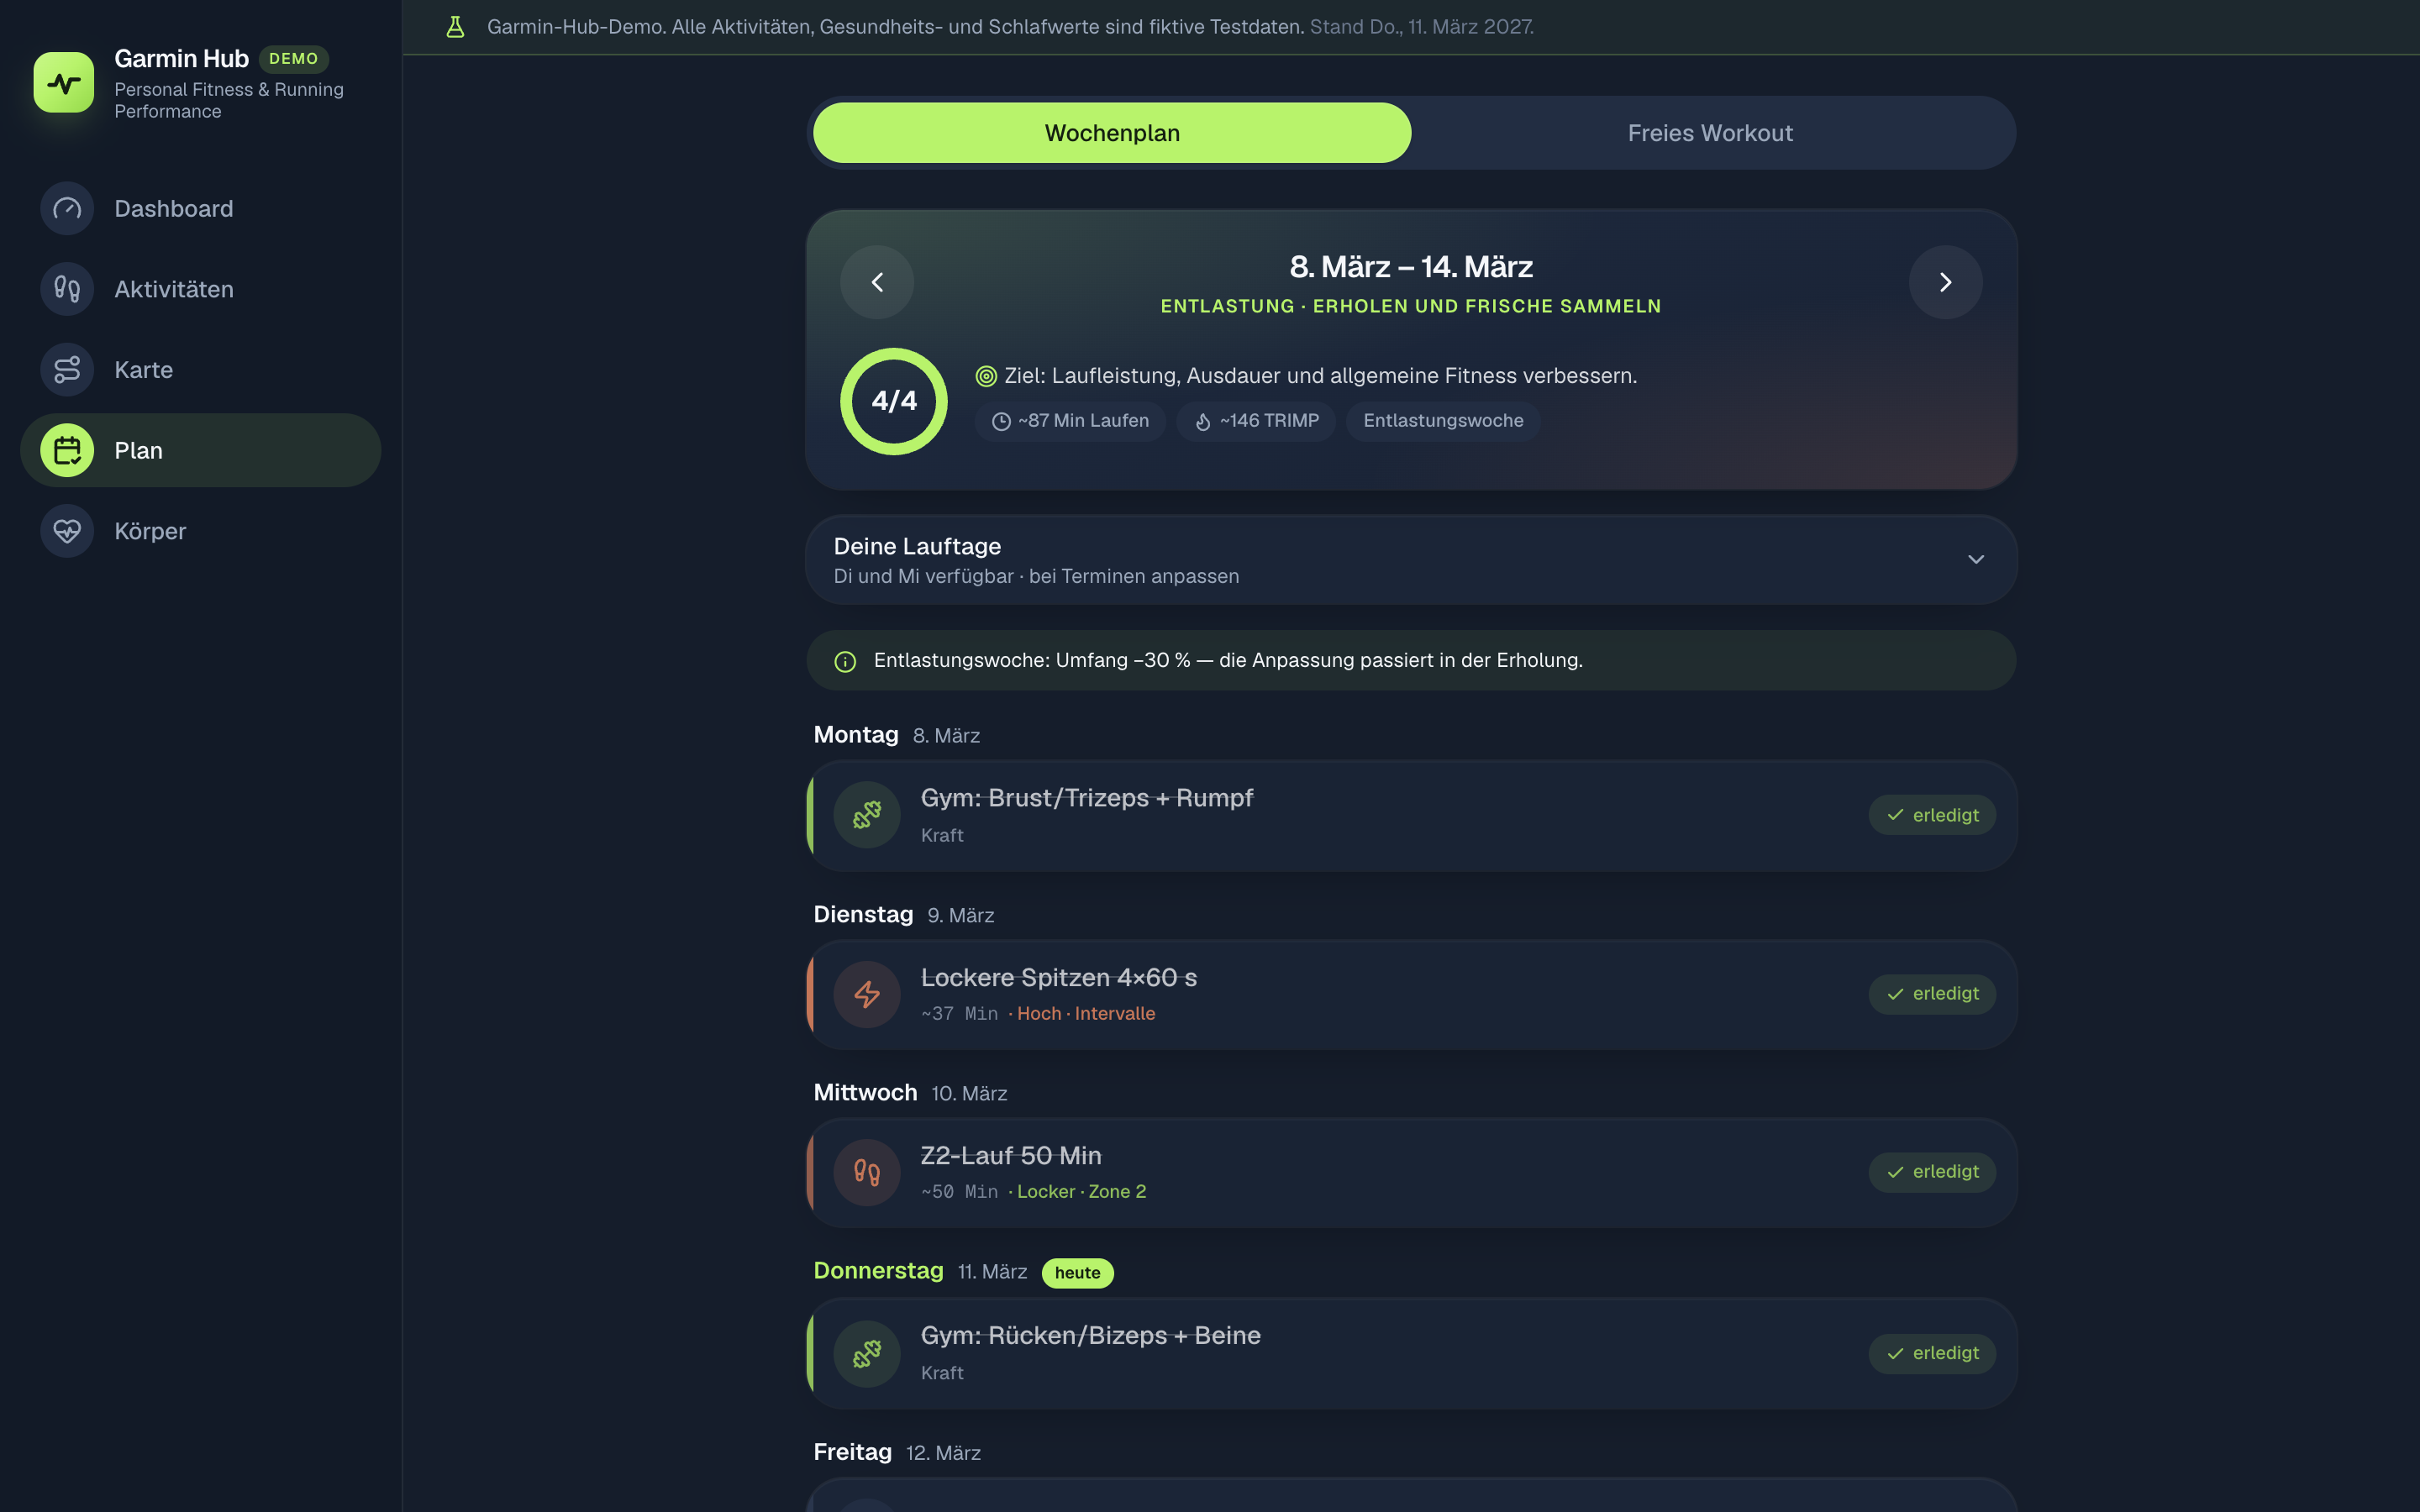 Garmin Hub DEMO
Personal Fitness & Running
Performance
Dashboard
Aktivitäten
Karte
Plan
Körper
Garmin-Hub-Demo. Alle Aktivitäten, Gesundheits- und Schlafwerte sind fiktive Testdaten. Stand Do., 11. März 2027.
Wochenplan
Freies Workout
8. März – 14. März
ENTLASTUNG · ERHOLEN UND FRISCHE SAMMELN
4/4
Ziel: Laufleistung, Ausdauer und allgemeine Fitness verbessern.
~87 Min Laufen
~146 TRIMP
Entlastungswoche
Deine Lauftage
Di und Mi verfügbar · bei Terminen anpassen
Entlastungswoche: Umfang −30 % — die Anpassung passiert in der Erholung.
Montag 8. März
Gym: Brust/Trizeps + Rumpf
Kraft
erledigt
Dienstag 9. März
Lockere Spitzen 4×60 s
~37 Min · Hoch · Intervalle
erledigt
Mittwoch 10. März
Z2-Lauf 50 Min
~50 Min · Locker · Zone 2
erledigt
Donnerstag 11. März heute
Gym: Rücken/Bizeps + Beine
Kraft
erledigt
Freitag 12. März